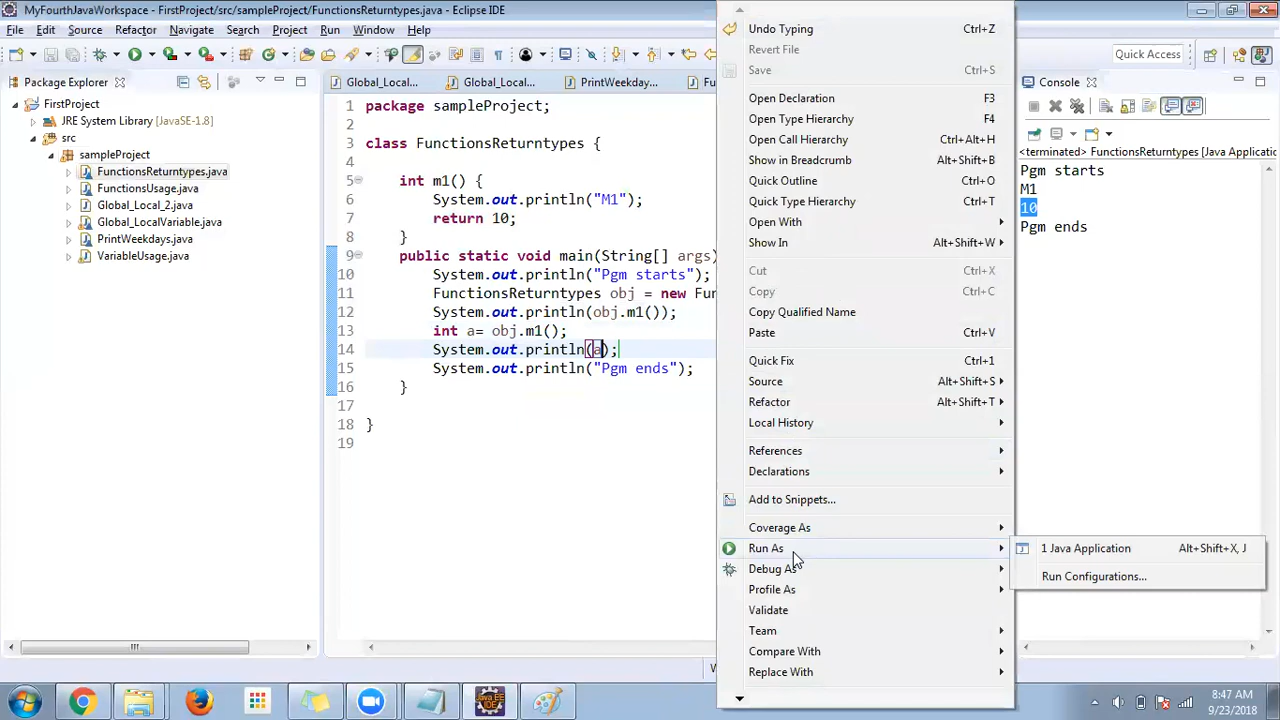 MyFourthJavaWorkspace - FirstProject/src/sampleProject/FunctionsReturntypes.java - Eclipse IDE
File Edit Source Refactor Navigate Search Project Run Window Help
Quick Access
Package Explorer
FirstProject
JRE System Library [JavaSE-1.8]
src
sampleProject
FunctionsReturntypes.java
FunctionsUsage.java
Global_Local_2.java
Global_LocalVariable.java
PrintWeekdays.java
VariableUsage.java
Global_Local... Global_Local... PrintWeekday... Fu
1 package sampleProject;
2
3 class FunctionsReturntypes {
4
5 int m1() {
6 System.out.println("M1");
7 return 10;
8 }
9 public static void main(String[] args)
10 System.out.println("Pgm starts");
11 FunctionsReturntypes obj = new Fun
12 System.out.println(obj.m1());
13 int a= obj.m1();
14 System.out.println(a);
15 System.out.println("Pgm ends");
16 }
17
18 }
19
Undo Typing Ctrl+Z
Revert File
Save Ctrl+S
Open Declaration F3
Open Type Hierarchy F4
Open Call Hierarchy Ctrl+Alt+H
Show in Breadcrumb Alt+Shift+B
Quick Outline Ctrl+O
Quick Type Hierarchy Ctrl+T
Open With
Show In Alt+Shift+W
Cut Ctrl+X
Copy Ctrl+C
Copy Qualified Name
Paste Ctrl+V
Quick Fix Ctrl+1
Source Alt+Shift+S
Refactor Alt+Shift+T
Local History
References
Declarations
Add to Snippets...
Coverage As
Run As
Debug As
Profile As
Validate
Team
Compare With
Replace With
1 Java Application Alt+Shift+X, J
Run Configurations...
Console
<terminated> FunctionsReturntypes [Java Applicatio
Pgm starts
M1
10
Pgm ends
JAVA EE
IDE
8:47 AM
9/23/2018